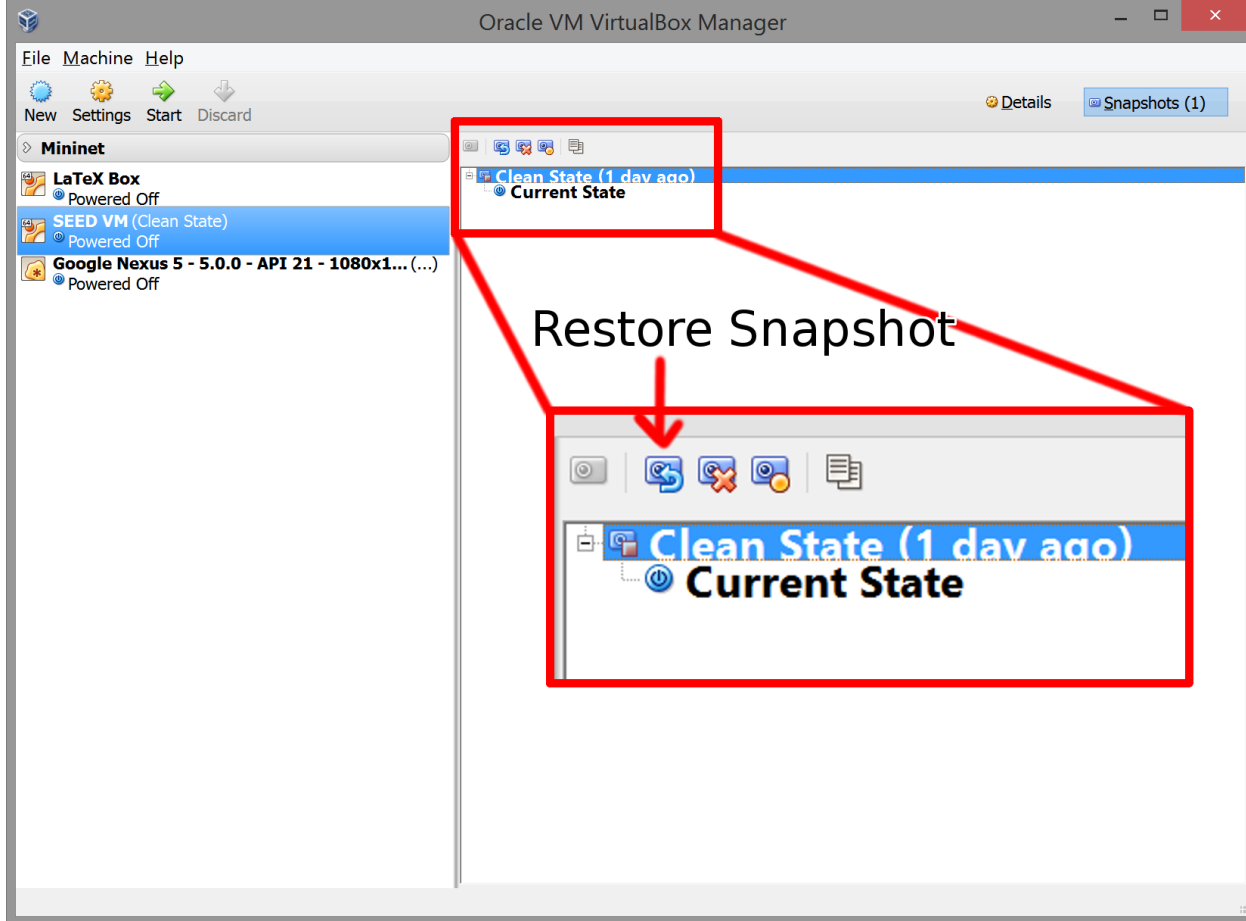 Oracle VM VirtualBox Manager
File Machine Help
New Settings Start Discard
Details
Snapshots (1)
Mininet
LaTeX Box
Powered Off
SEED VM (Clean State)
Powered Off
Google Nexus 5 - 5.0.0 - API 21 - 1080x1... (...)
Powered Off
Clean State (1 day ago)
Current State
Restore Snapshot
Clean State (1 day ago)
Current State